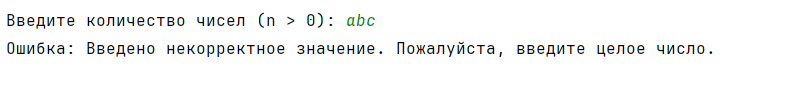 Введите количество чисел (n > 0): abc
Ошибка: Введено некорректное значение. Пожалуйста, введите целое число.